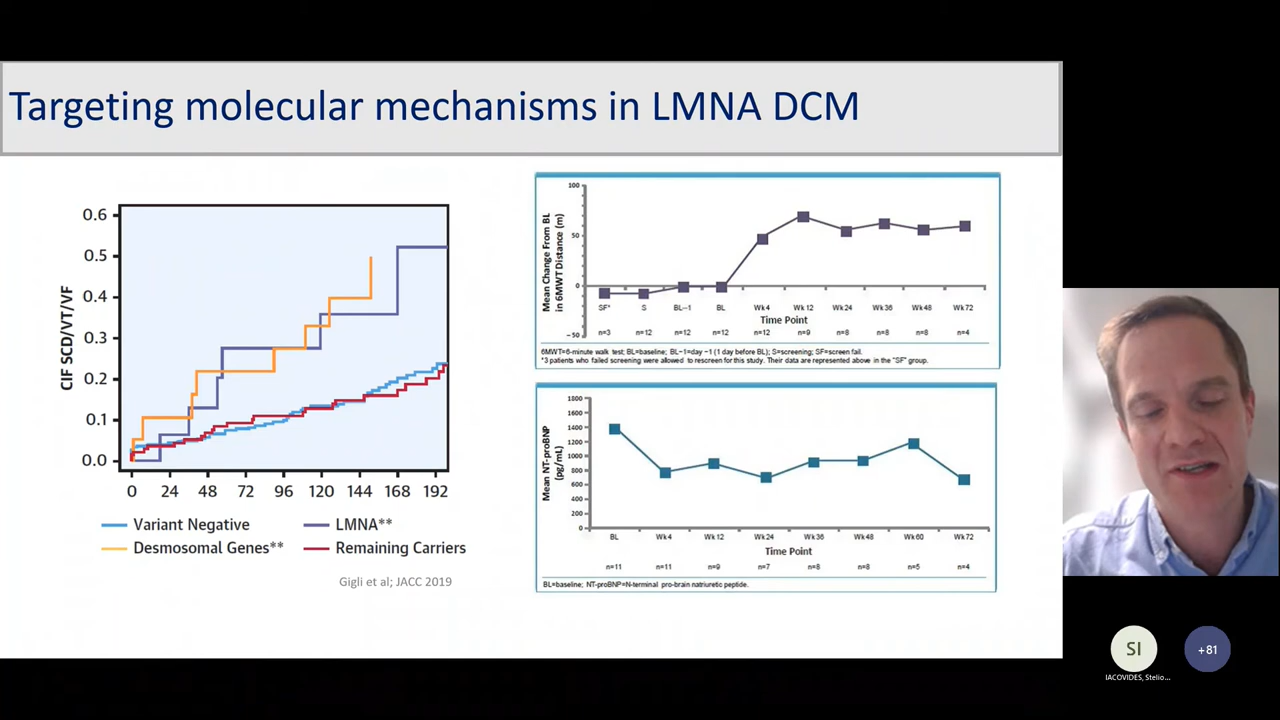 Targeting molecular mechanisms in LMNA DCM
CIF SCD/VT/VF
0.6
0.5
0.4
0.3
0.2
0.1
0.0
0 24 48 72 96 120 144 168 192
Variant Negative LMNA**
Desmosomal Genes** Remaining Carriers
Gigli et al; JACC 2019
Mean Change From BL
in 6MWT Distance (m)
100
50
0
−50
SF* S BL−1 BL Wk 4 Wk 12 Wk 24 Wk 36 Wk 48 Wk 72
Time Point
n=3 n=12 n=12 n=12 n=12 n=9 n=8 n=8 n=8 n=4
6MWT=6-minute walk test; BL=baseline; BL−1=day −1 (1 day before BL); S=screening; SF=screen fail.
*3 patients who failed screening were allowed to rescreen for this study. Their data are represented above in the "SF" group.
Mean NT-proBNP
(pg/mL)
1800
1600
1400
1200
1000
800
600
400
200
0
BL Wk 4 Wk 12 Wk 24 Wk 36 Wk 48 Wk 60 Wk 72
Time Point
n=11 n=11 n=9 n=7 n=8 n=8 n=5 n=4
BL=baseline; NT-proBNP=N-terminal pro-brain natriuretic peptide.
SI
+81
IACOVIDES, Stelio...